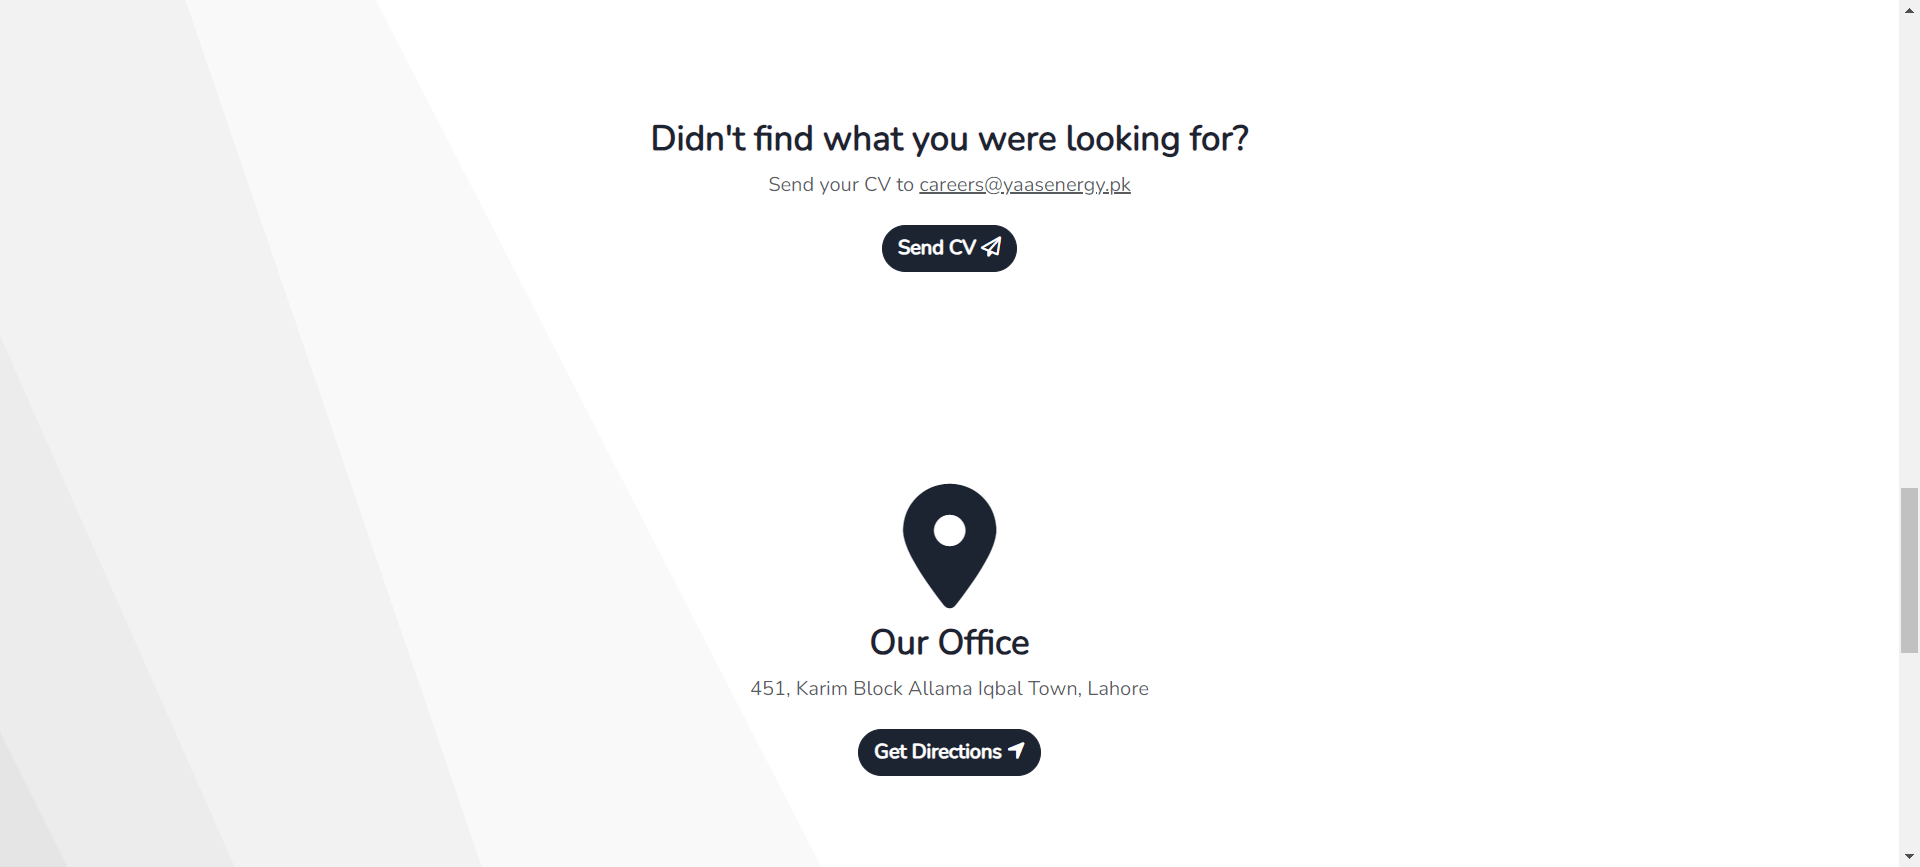 Didn't find what you were looking for?
Send your CV to careers@yaasenergy.pk
Send CV
Our Office
451, Karim Block Allama Iqbal Town, Lahore
Get Directions